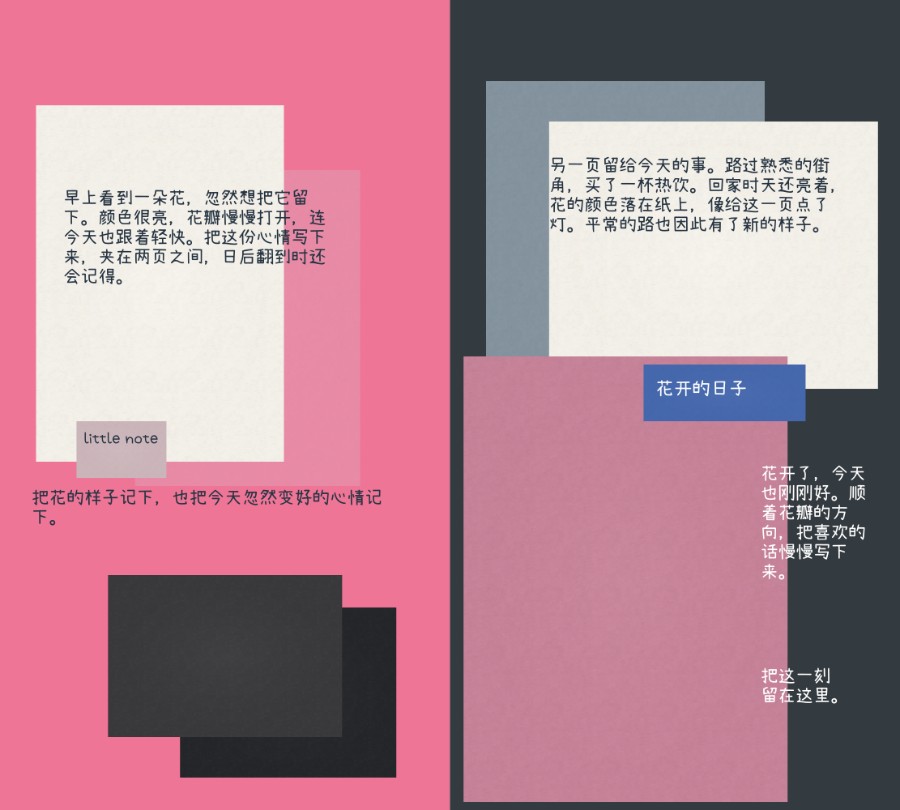 早上看到一朵花，忽然想把它留
下。颜色很亮，花瓣慢慢打开，连
今天也跟着轻快。把这份心情写下
来，夹在两页之间，日后翻到时还
会记得。
little note
把花的样子记下，也把今天忽然变好的心情记
下。
另一页留给今天的事。路过熟悉的街
角，买了一杯热饮。回家时天还亮着，
花的颜色落在纸上，像给这一页点了
灯。平常的路也因此有了新的样子。
花开的日子
花开了，今天
也刚刚好。顺
着花瓣的方
向，把喜欢的
话慢慢写下
来。
把这一刻
留在这里。